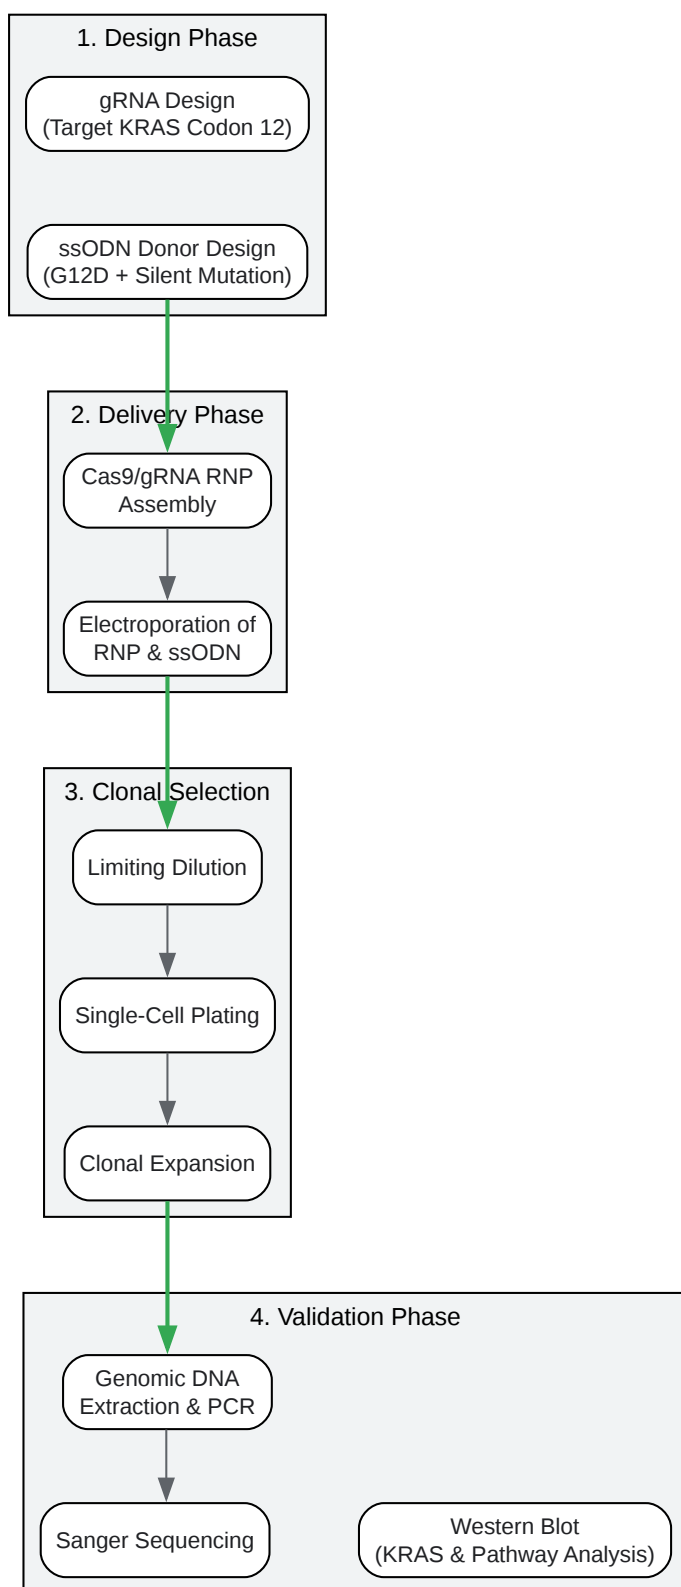 1. Design Phase
gRNA Design
(Target KRAS Codon 12)
ssODN Donor Design
(G12D + Silent Mutation)
2. Delivery Phase
Cas9/gRNA RNP
Assembly
Electroporation of
RNP & ssODN
3. Clonal Selection
Limiting Dilution
Single-Cell Plating
Clonal Expansion
4. Validation Phase
Genomic DNA
Extraction & PCR
Sanger Sequencing
Western Blot
(KRAS & Pathway Analysis)